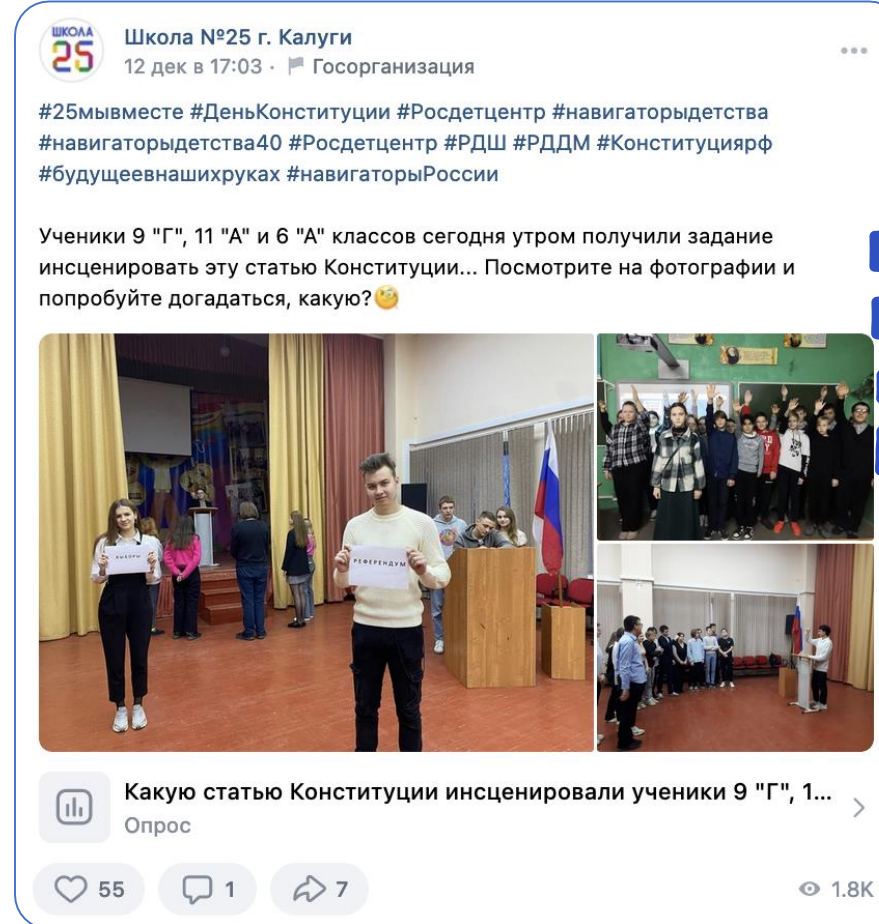 ШКОЛА
25
Школа №25 г. Калуги
12 дек в 17:03 · Госорганизация
#25мывместе #ДеньКонституции #Росдетцентр #навигаторыдетства
#навигаторыдетства40 #Росдетцентр #РДШ #РДДМ #Конституциярф
#будущеевнашихруках #навигаторыРоссии
Ученики 9 "Г", 11 "А" и 6 "А" классов сегодня утром получили задание
инсценировать эту статью Конституции... Посмотрите на фотографии и
попробуйте догадаться, какую?🧐
ВЫБОРЫ
РЕФЕРЕНДУМ
Какую статью Конституции инсценировали ученики 9 "Г", 1...
Опрос
55
1
7
1.8K